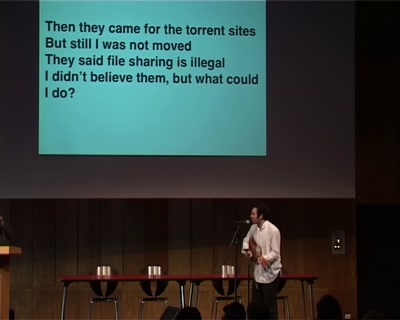 Then they came for the torrent sites
But still I was not moved
They said file sharing is illegal
I didn't believe them, but what could
I do?